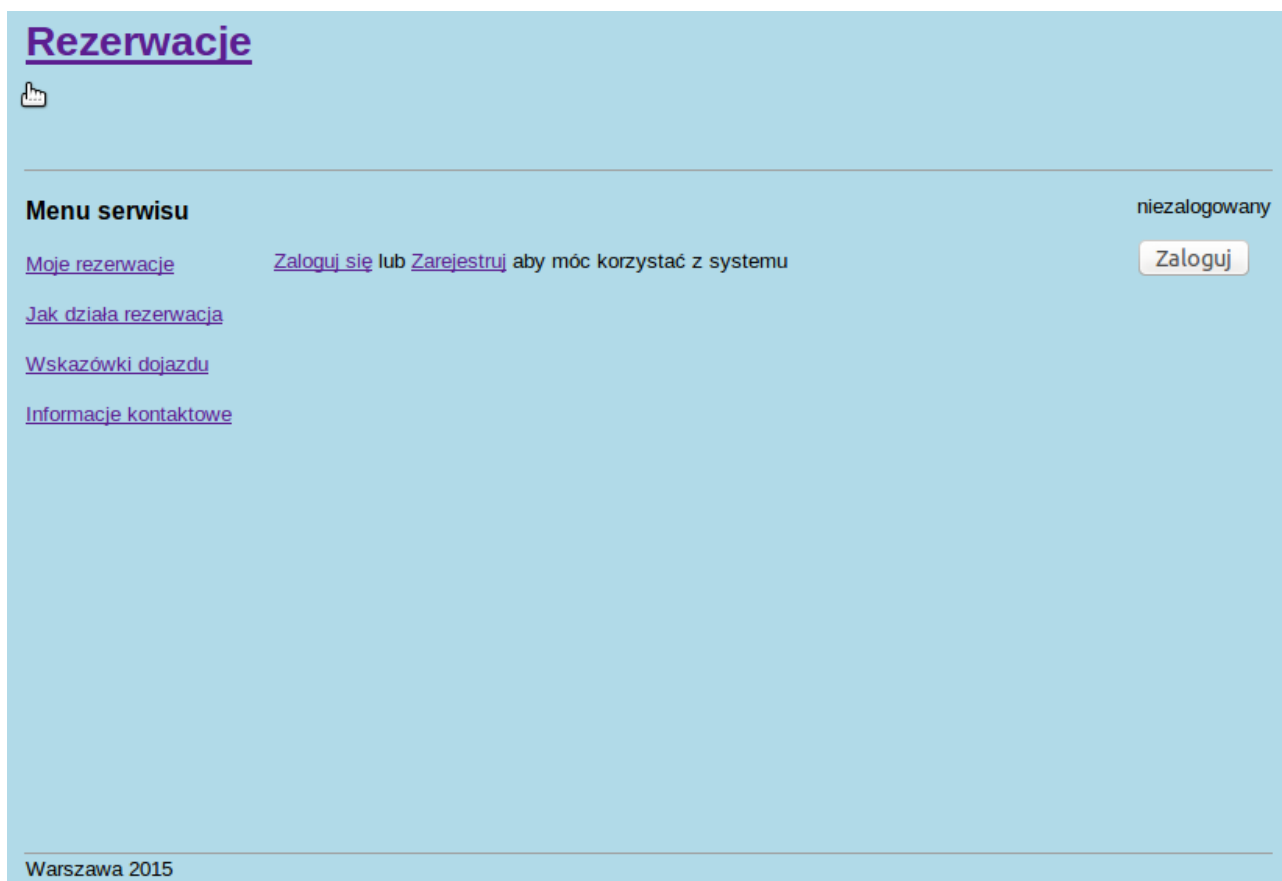 Rezerwacje
Menu serwisu
niezalogowany
Moje rezerwacje
Zaloguj się lub Zarejestruj aby móc korzystać z systemu
Zaloguj
Jak działa rezerwacja
Wskazówki dojazdu
Informacje kontaktowe
Warszawa 2015